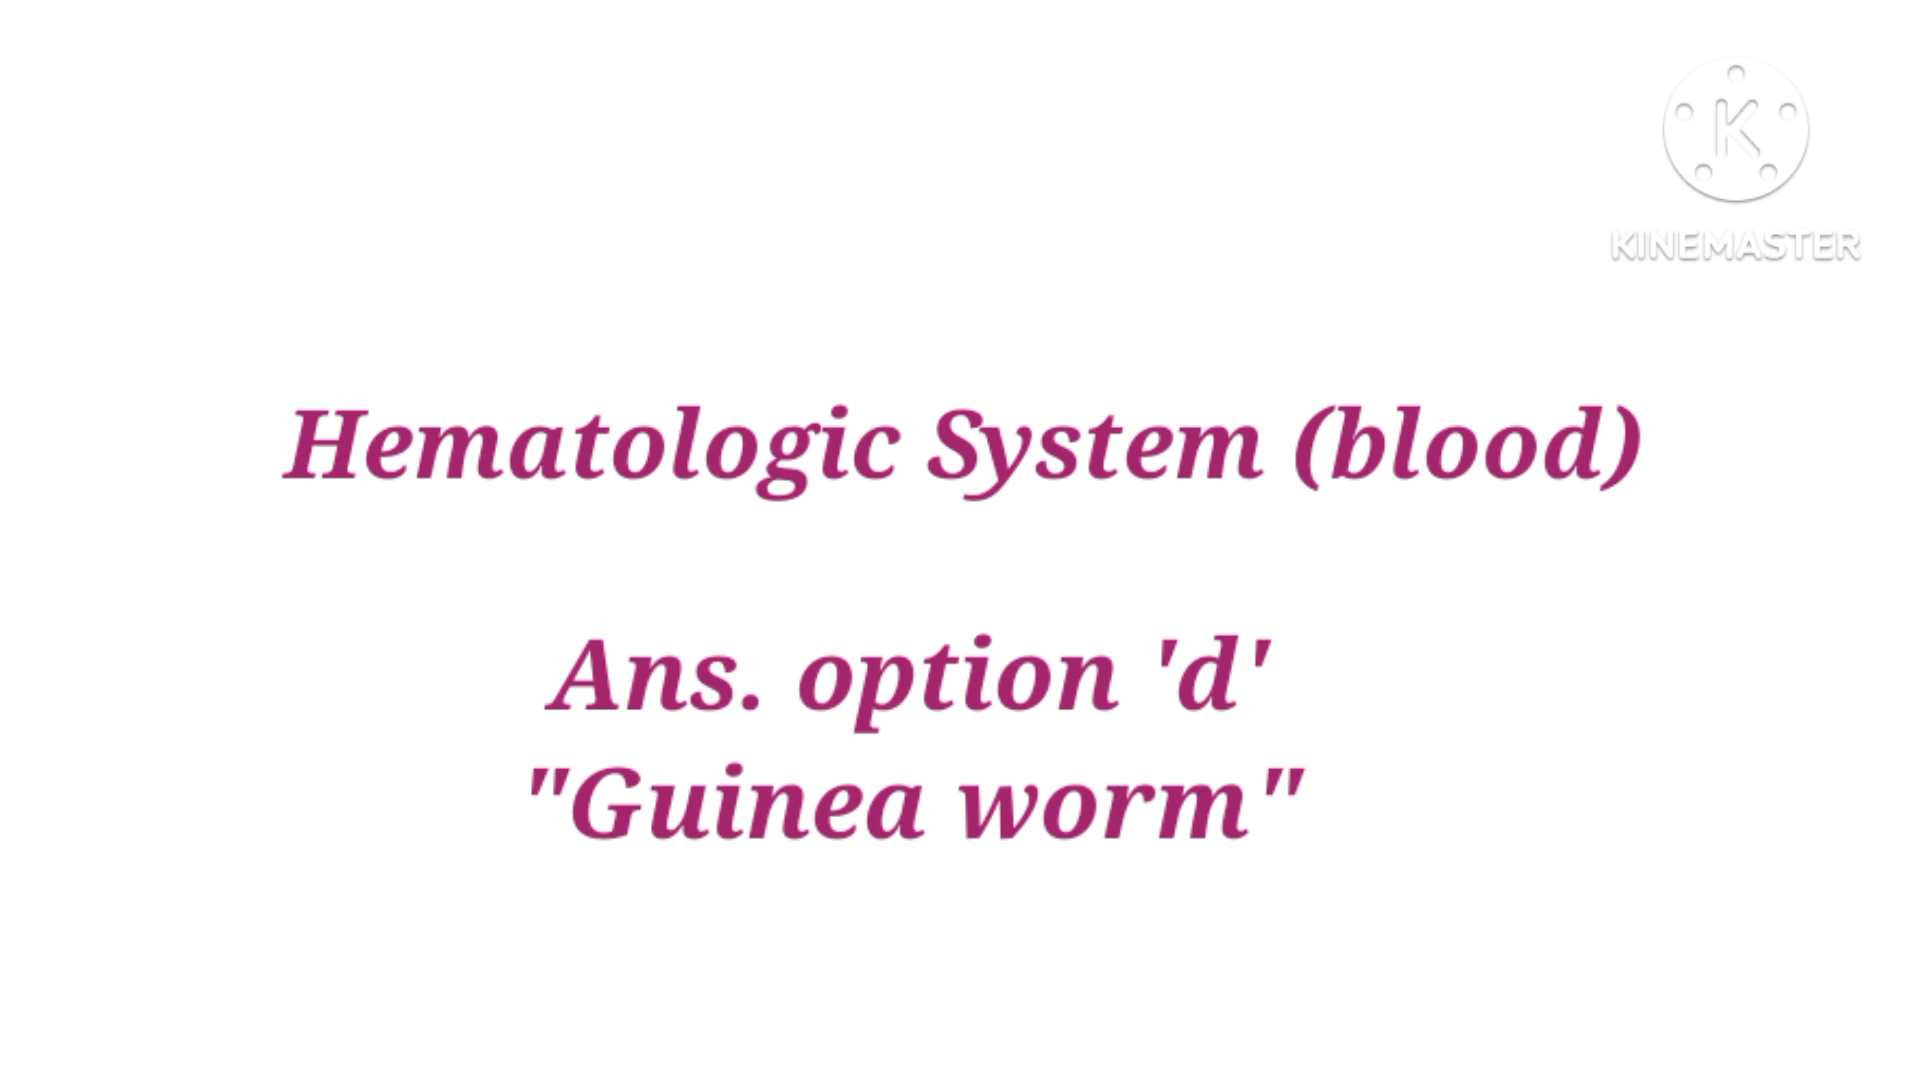 K
KINEMASTER
Hematologic System (blood)
Ans. option 'd'
"Guinea worm"